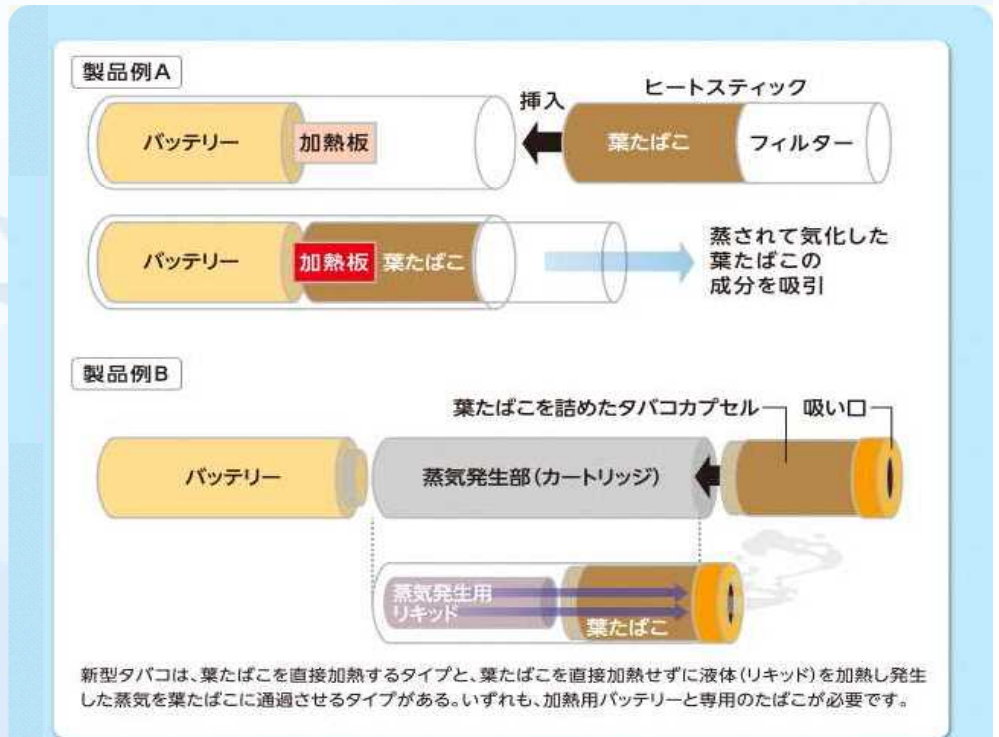 製品例A
ヒートスティック
挿入
バッテリー
加熱板
葉たばこ
フィルター
バッテリー
加熱板
葉たばこ
蒸されて気化した
葉たばこの
成分を吸引
製品例B
葉たばこを詰めたタバコカプセル
吸い口
バッテリー
蒸気発生部(カートリッジ)
蒸気発生用
リキッド
葉たばこ
新型タバコは、葉たばこを直接加熱するタイプと、葉たばこを直接加熱せずに液体(リキッド)を加熱し発生
した蒸気を葉たばこに通過させるタイプがある。いずれも、加熱用バッテリーと専用のたばこが必要です。